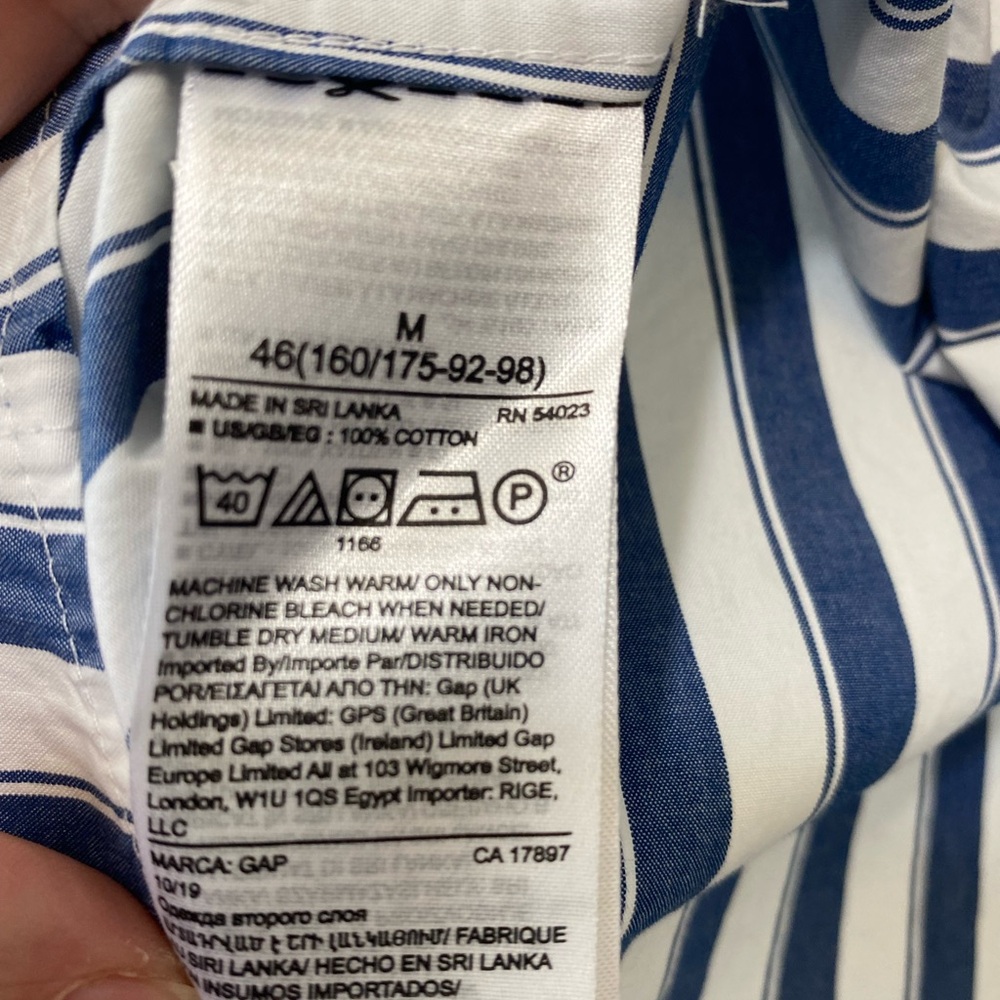 M
46(160/175-92-98)
MADE IN SRI LANKA RN 54023
US/GB/EG : 100% COTTON
40 P ®
1166
MACHINE WASH WARM/ ONLY NON-
CHLORINE BLEACH WHEN NEEDED/
TUMBLE DRY MEDIUM/ WARM IRON
Imported By/Importe Par/DISTRIBUIDO
POR/ΕΙΣΑΓΕΤΑΙ ΑΠΟ ΤΗΝ: Gap (UK
Holdings) Limited: GPS (Great Britain)
Limited Gap Stores (Ireland) Limited Gap
Europe Limited All at 103 Wigmore Street,
London, W1U 1QS Egypt Importer: RIGE,
LLC
MARCA: GAP CA 17897
10/19
Одежда второго слоя
է ՇՐԻ ԼԱՆԿԱՅՈՒՄ/ FABRIQUE
SIRI LANKA/ HECHO EN SRI LANKA
INSUMOS IMPORTADOS/